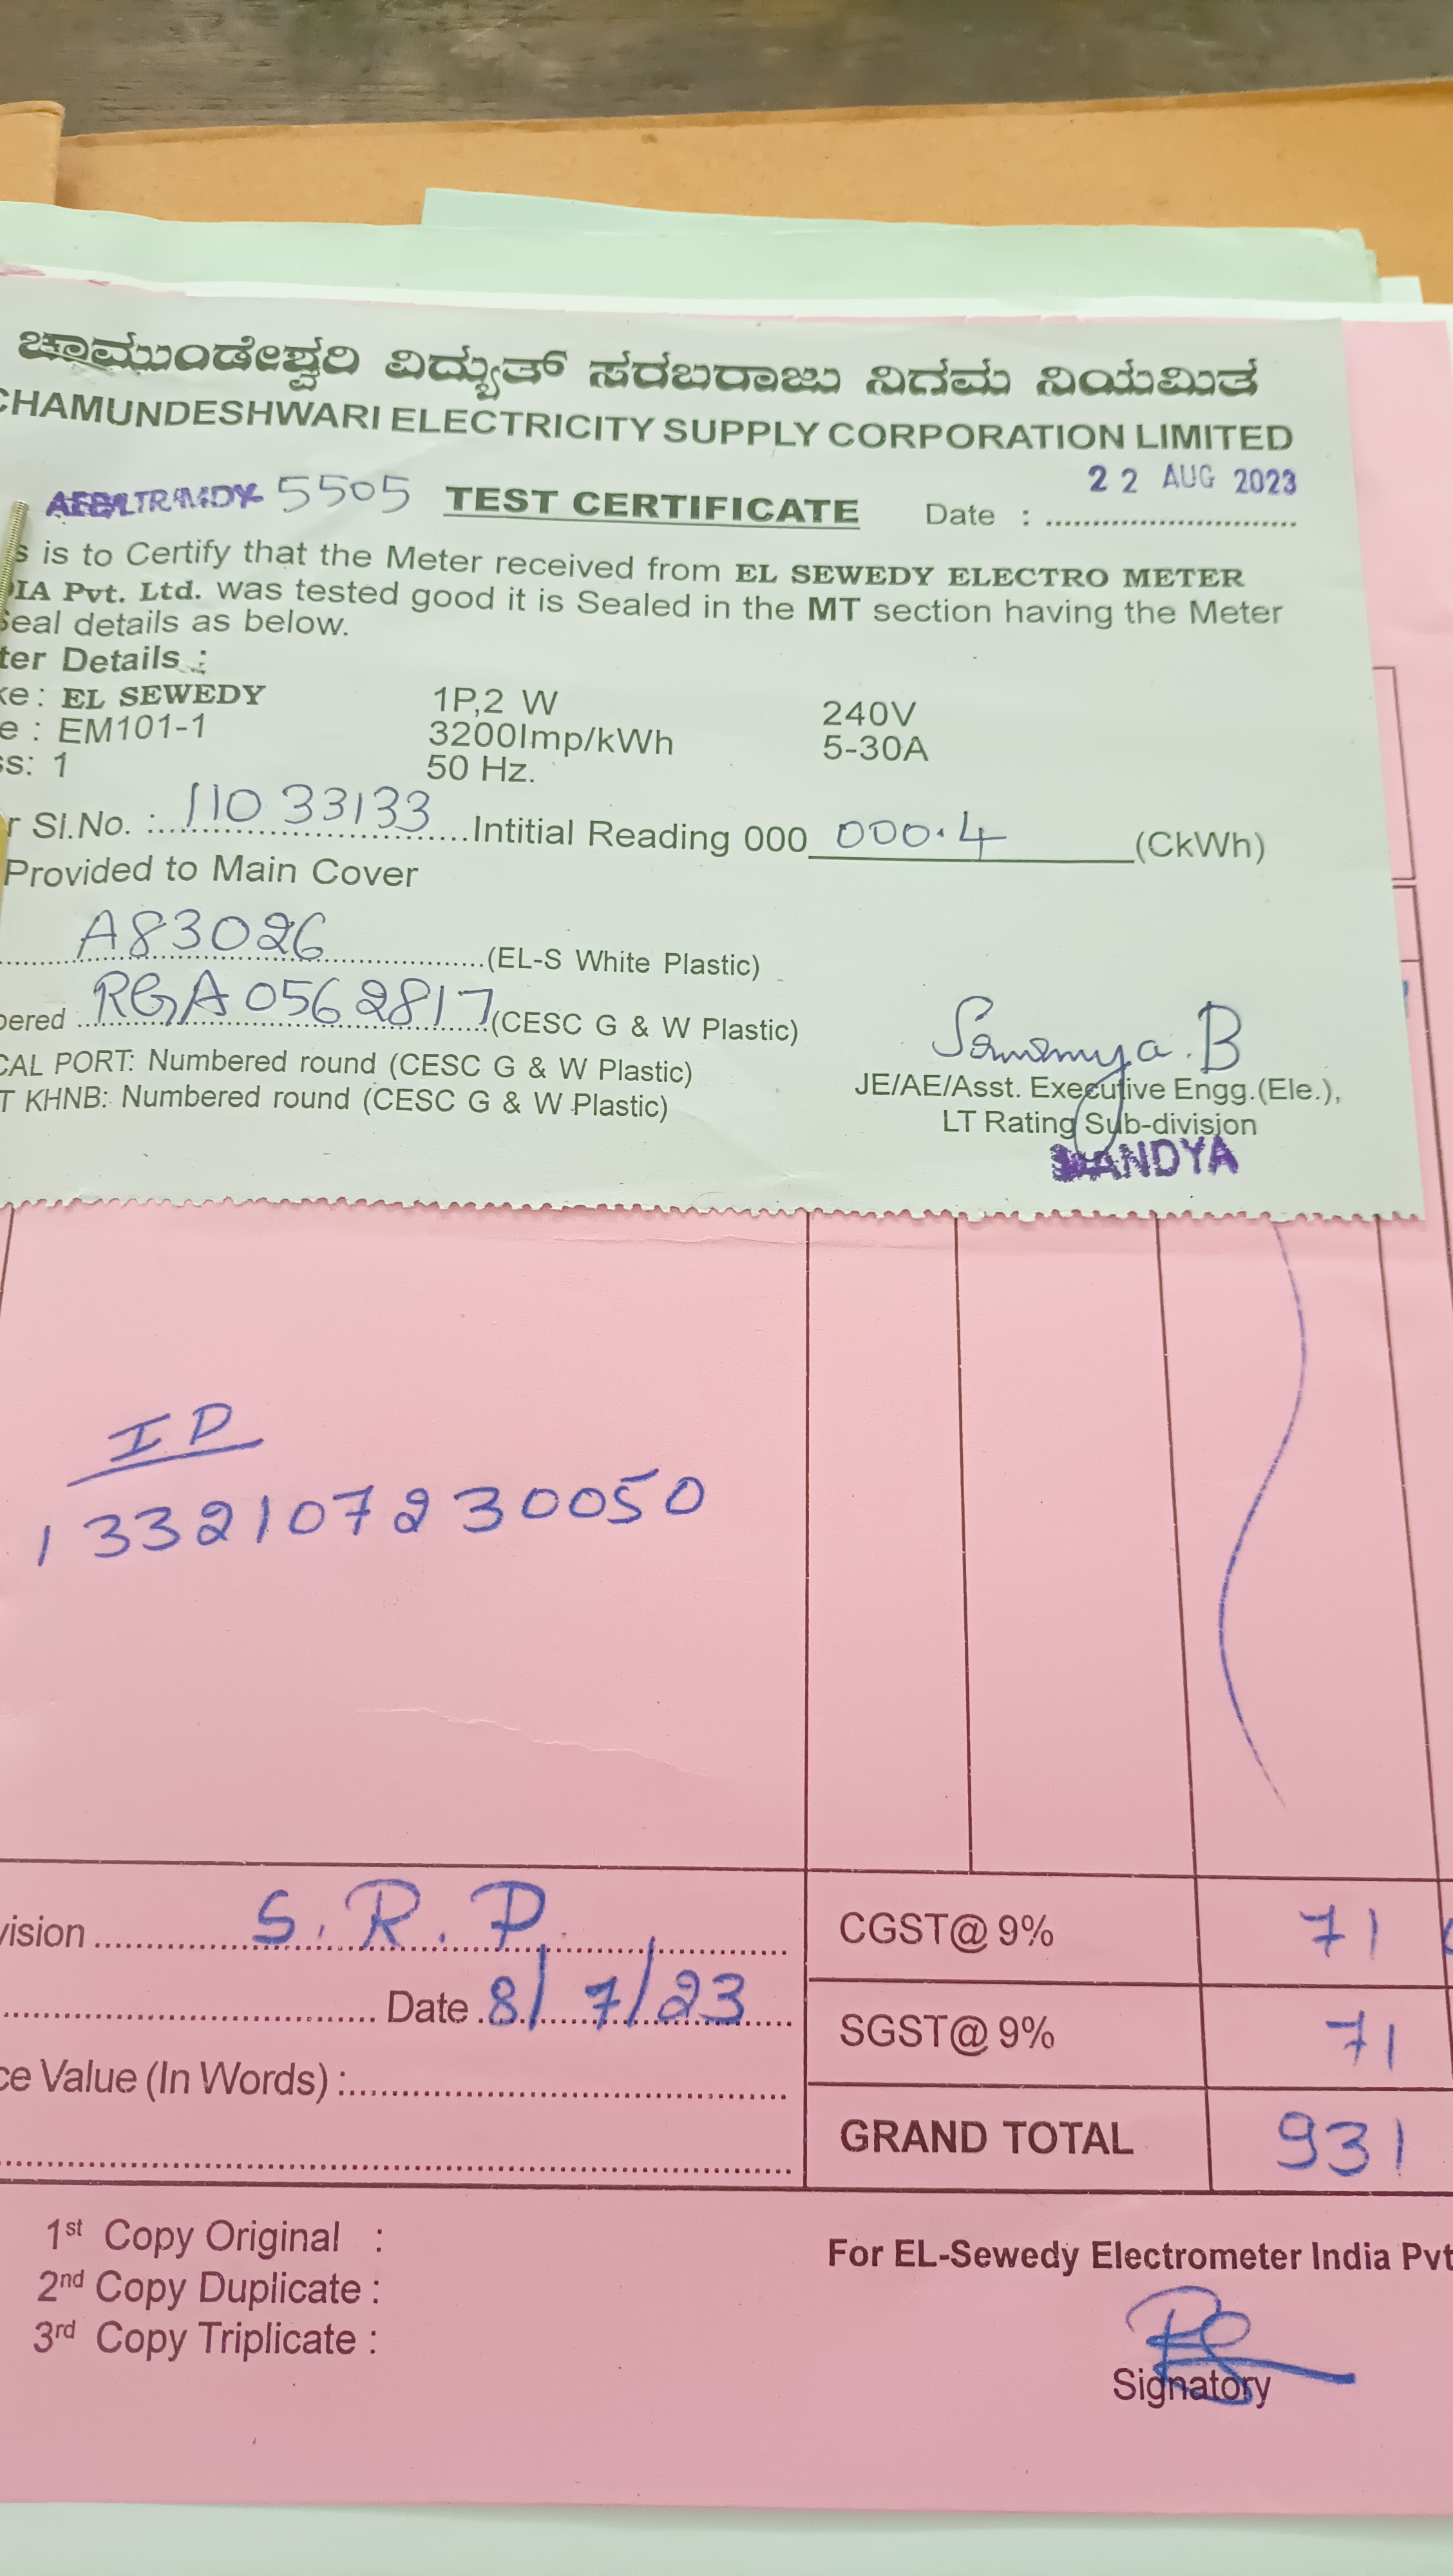 ಚಾಮುಂಡೇಶ್ವರಿ ವಿದ್ಯುತ್ ಸರಬರಾಜು ನಿಗಮ ನಿಯಮಿತ
CHAMUNDESHWARI ELECTRICITY SUPPLY CORPORATION LIMITED
5505 TEST CERTIFICATE Date : 22 AUG 2023
s is to Certify that the Meter received from EL SEWEDY ELECTRO METER
DIA Pvt. Ltd. was tested good it is Sealed in the MT section having the Meter
Seal details as below.
ter Details :
ke : EL SEWEDY 1P,2 W 240V
e : EM101-1 3200Imp/kWh 5-30A
ss: 1 50 Hz.
r Sl.No. : 11033133 Intitial Reading 000 000.4 (CkWh)
Provided to Main Cover
A83026 (EL-S White Plastic)
bered RGA0562817 (CESC G & W Plastic)
CAL PORT: Numbered round (CESC G & W Plastic)
T KHNB: Numbered round (CESC G & W Plastic)
JE/AE/Asst. Executive Engg.(Ele.),
LT Rating Sub-division
MANDYA
ID
1332107230050
vision S.R.P.
Date 8/7/23
ce Value (In Words) :
CGST@ 9% 71
SGST@ 9% 71
GRAND TOTAL 931
1st Copy Original :
2nd Copy Duplicate :
3rd Copy Triplicate :
For EL-Sewedy Electrometer India Pvt
Signatory